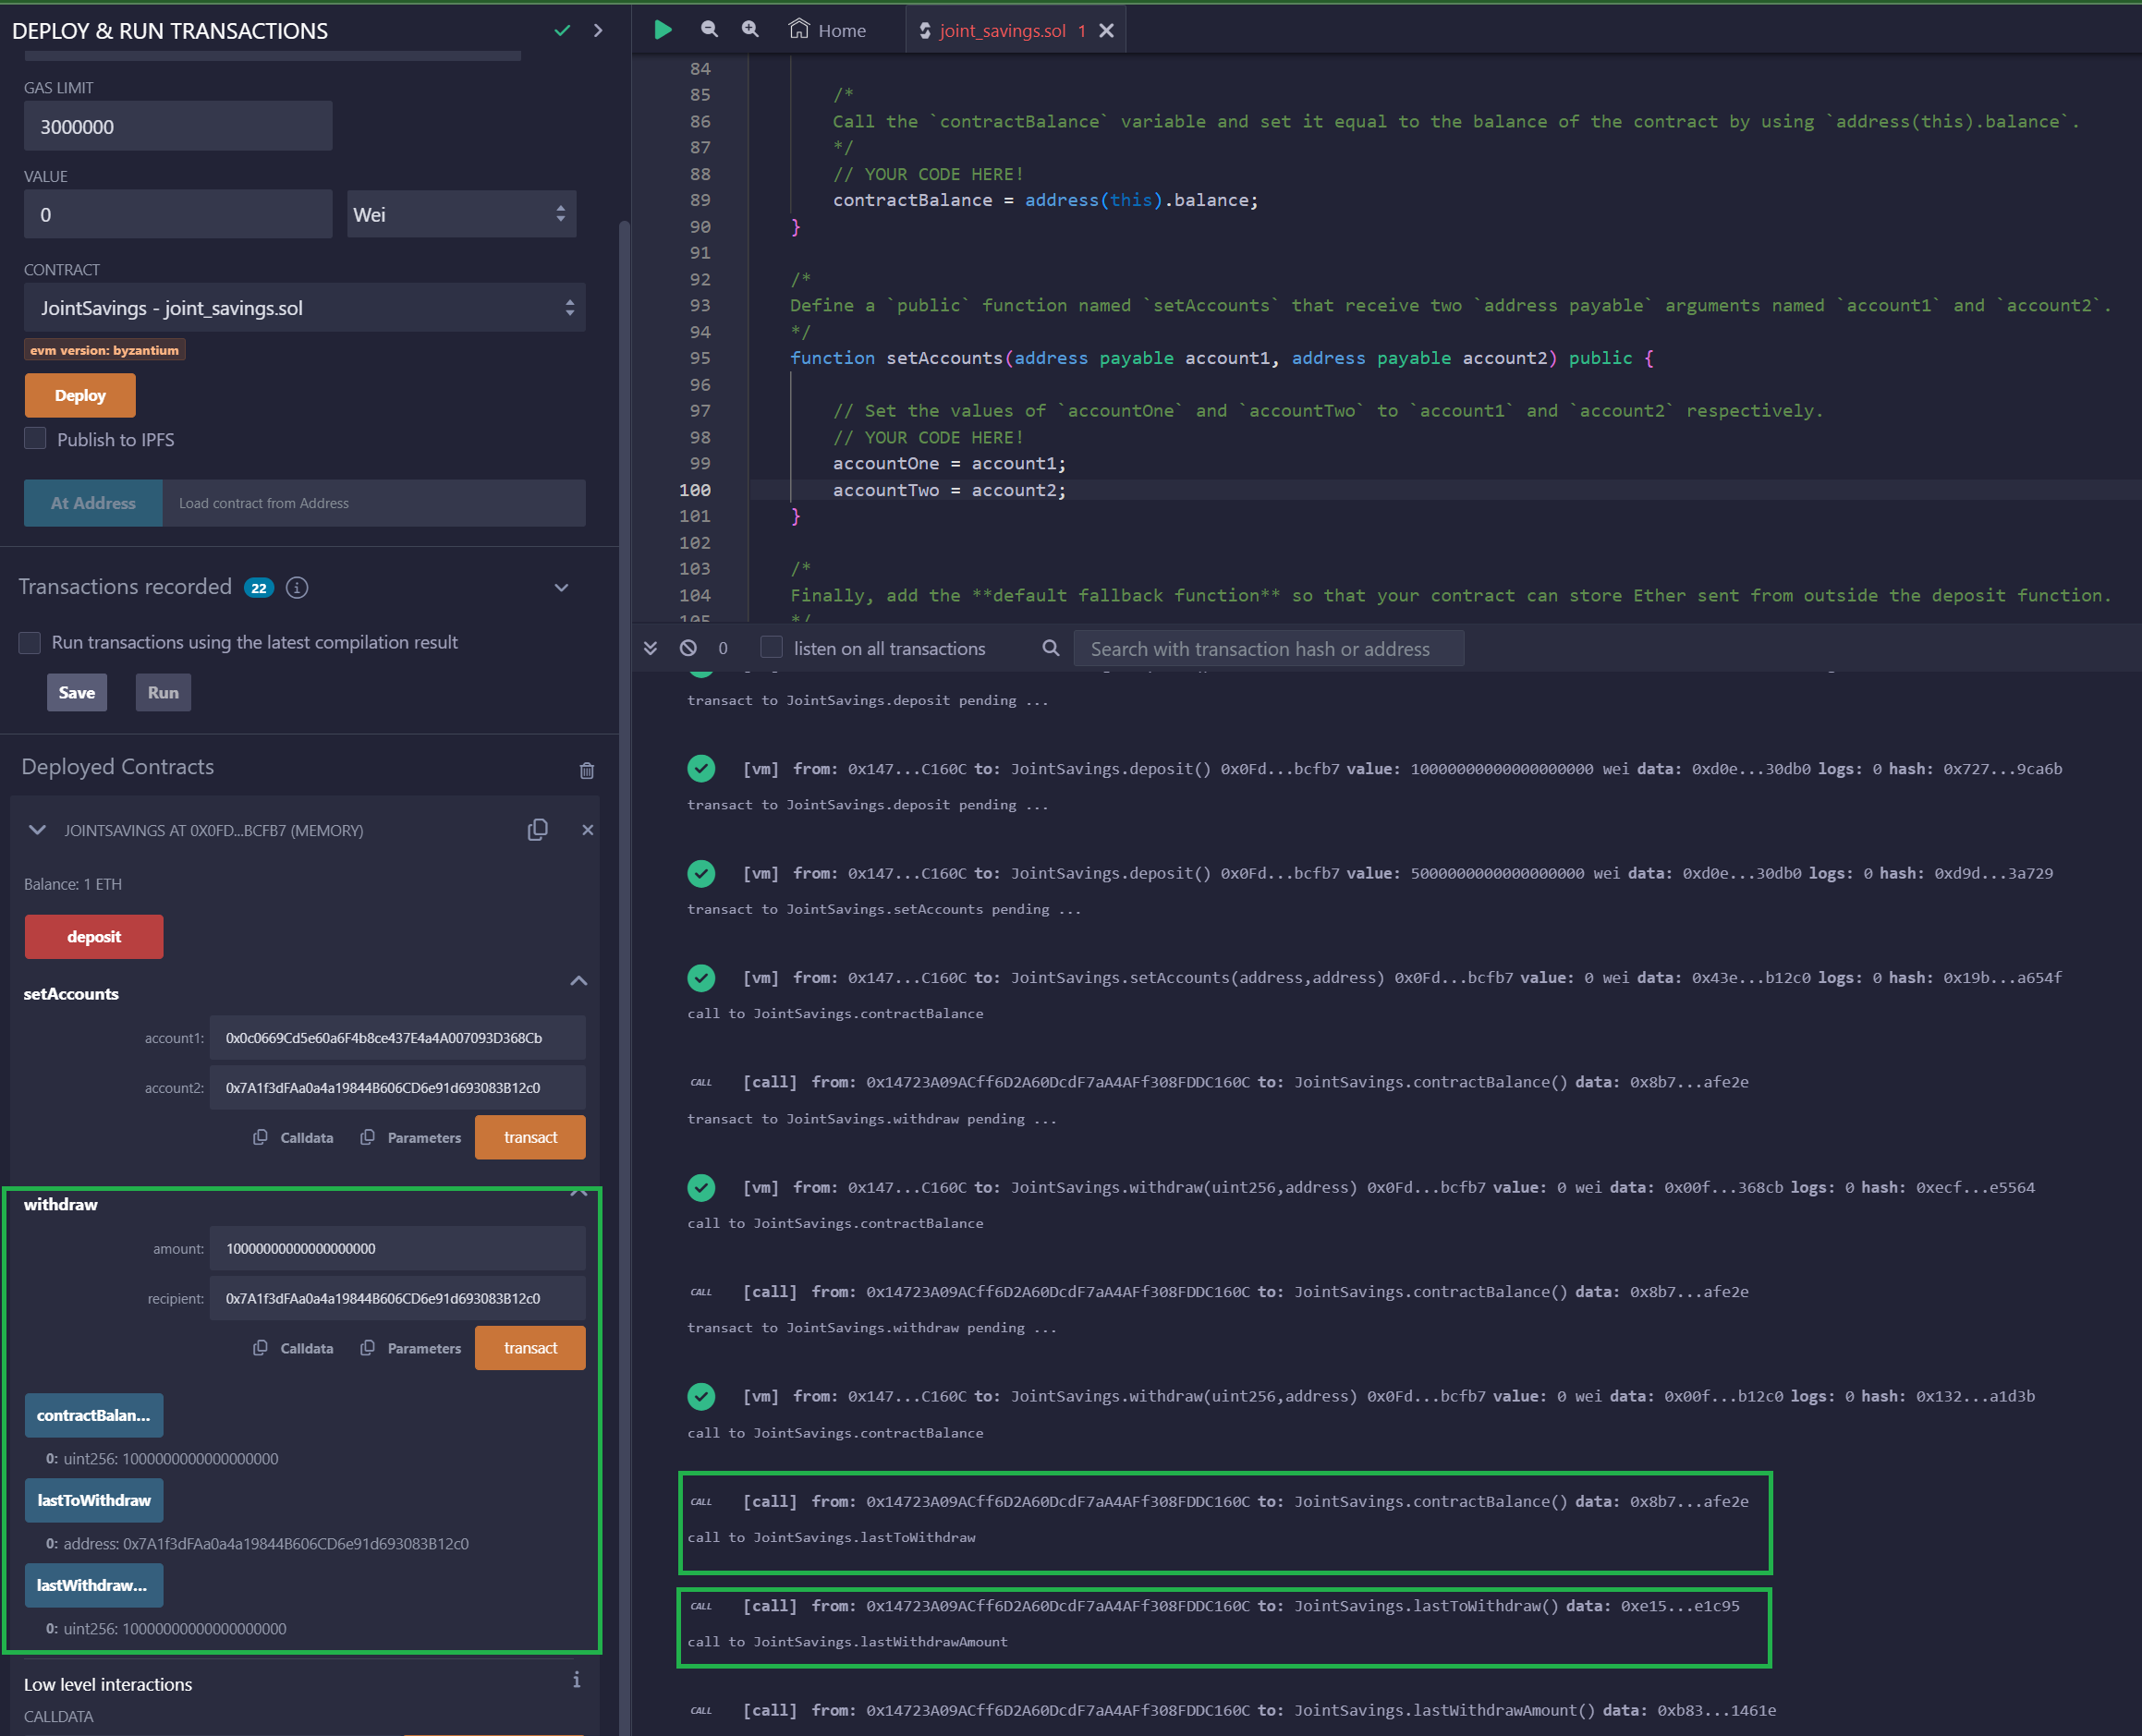 DEPLOY & RUN TRANSACTIONS
GAS LIMIT
3000000
VALUE
0
Wei
CONTRACT
JointSavings - joint_savings.sol
evm version: byzantium
Deploy
Publish to IPFS
At Address
Load contract from Address
Transactions recorded 22 i
Run transactions using the latest compilation result
Save
Run
Deployed Contracts
JOINTSAVINGS AT 0X0FD...BCFB7 (MEMORY)
Balance: 1 ETH
deposit
setAccounts
account1: 0x0c0669Cd5e60a6F4b8ce437E4a4A007093D368Cb
account2: 0x7A1f3dFAa0a4a19844B606CD6e91d693083B12c0
Calldata Parameters transact
withdraw
amount: 10000000000000000000
recipient: 0x7A1f3dFAa0a4a19844B606CD6e91d693083B12c0
Calldata Parameters transact
contractBalan...
0: uint256: 1000000000000000000
lastToWithdraw
0: address: 0x7A1f3dFAa0a4a19844B606CD6e91d693083B12c0
lastWithdraw...
0: uint256: 10000000000000000000
Low level interactions
i
CALLDATA
Home
joint_savings.sol 1
84
85 /*
86 Call the `contractBalance` variable and set it equal to the balance of the contract by using `address(this).balance`.
87 */
88 // YOUR CODE HERE!
89 contractBalance = address(this).balance;
90 }
91
92 /*
93 Define a `public` function named `setAccounts` that receive two `address payable` arguments named `account1` and `account2`.
94 */
95 function setAccounts(address payable account1, address payable account2) public {
96
97 // Set the values of `accountOne` and `accountTwo` to `account1` and `account2` respectively.
98 // YOUR CODE HERE!
99 accountOne = account1;
100 accountTwo = account2;
101 }
102
103 /*
104 Finally, add the **default fallback function** so that your contract can store Ether sent from outside the deposit function.
105 */
0
listen on all transactions
Search with transaction hash or address
transact to JointSavings.deposit pending ...
[vm] from: 0x147...C160C to: JointSavings.deposit() 0x0Fd...bcfb7 value: 10000000000000000000 wei data: 0xd0e...30db0 logs: 0 hash: 0x727...9ca6b
transact to JointSavings.deposit pending ...
[vm] from: 0x147...C160C to: JointSavings.deposit() 0x0Fd...bcfb7 value: 5000000000000000000 wei data: 0xd0e...30db0 logs: 0 hash: 0xd9d...3a729
transact to JointSavings.setAccounts pending ...
[vm] from: 0x147...C160C to: JointSavings.setAccounts(address,address) 0x0Fd...bcfb7 value: 0 wei data: 0x43e...b12c0 logs: 0 hash: 0x19b...a654f
call to JointSavings.contractBalance
CALL [call] from: 0x14723A09ACff6D2A60DcdF7aA4AFf308FDDC160C to: JointSavings.contractBalance() data: 0x8b7...afe2e
transact to JointSavings.withdraw pending ...
[vm] from: 0x147...C160C to: JointSavings.withdraw(uint256,address) 0x0Fd...bcfb7 value: 0 wei data: 0x00f...368cb logs: 0 hash: 0xecf...e5564
call to JointSavings.contractBalance
CALL [call] from: 0x14723A09ACff6D2A60DcdF7aA4AFf308FDDC160C to: JointSavings.contractBalance() data: 0x8b7...afe2e
transact to JointSavings.withdraw pending ...
[vm] from: 0x147...C160C to: JointSavings.withdraw(uint256,address) 0x0Fd...bcfb7 value: 0 wei data: 0x00f...b12c0 logs: 0 hash: 0x132...a1d3b
call to JointSavings.contractBalance
CALL [call] from: 0x14723A09ACff6D2A60DcdF7aA4AFf308FDDC160C to: JointSavings.contractBalance() data: 0x8b7...afe2e
call to JointSavings.lastToWithdraw
CALL [call] from: 0x14723A09ACff6D2A60DcdF7aA4AFf308FDDC160C to: JointSavings.lastToWithdraw() data: 0xe15...e1c95
call to JointSavings.lastWithdrawAmount
CALL [call] from: 0x14723A09ACff6D2A60DcdF7aA4AFf308FDDC160C to: JointSavings.lastWithdrawAmount() data: 0xb83...1461e